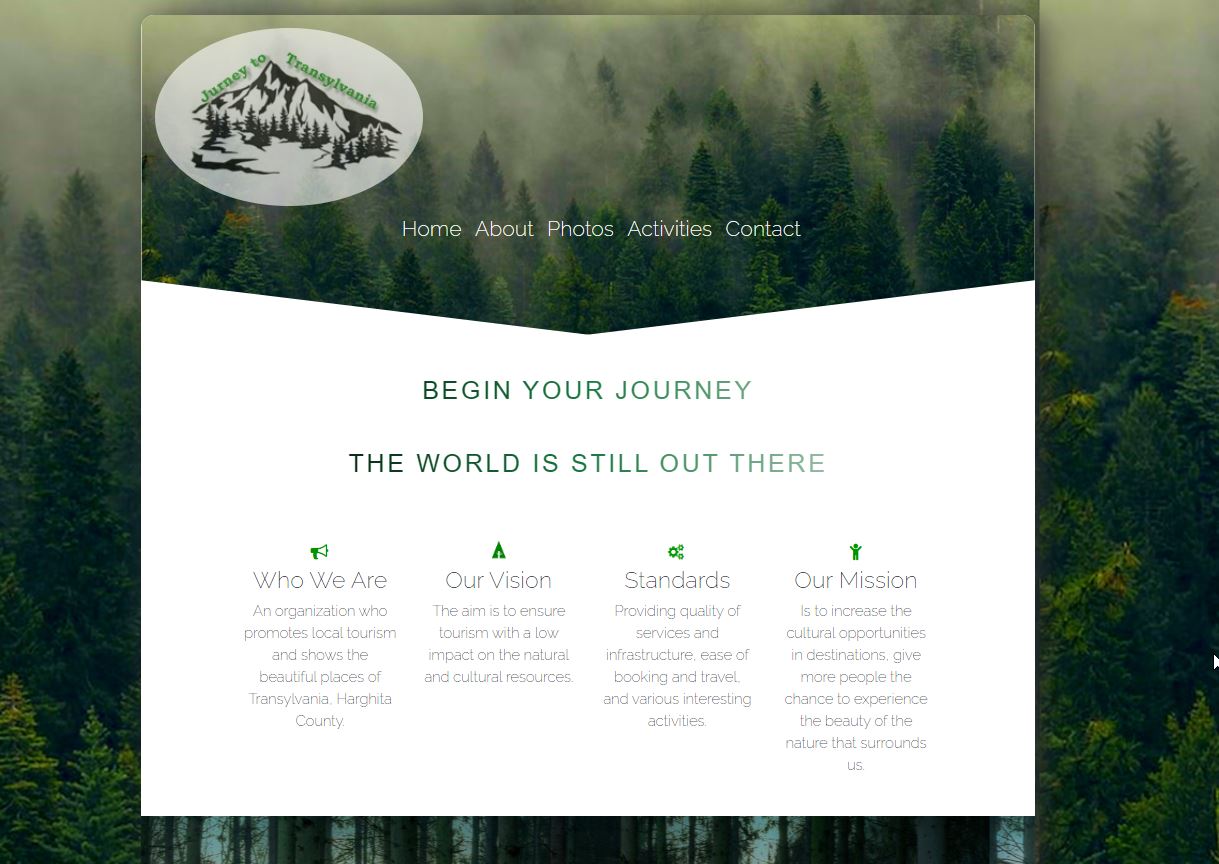 Jurney to Transylvania
Home About Photos Activities Contact
BEGIN YOUR JOURNEY
THE WORLD IS STILL OUT THERE
Who We Are
An organization who
promotes local tourism
and shows the
beautiful places of
Transylvania, Harghita
County.
Our Vision
The aim is to ensure
tourism with a low
impact on the natural
and cultural resources.
Standards
Providing quality of
services and
infrastructure, ease of
booking and travel,
and various interesting
activities.
Our Mission
Is to increase the
cultural opportunities
in destinations, give
more people the
chance to experience
the beauty of the
nature that surrounds
us.